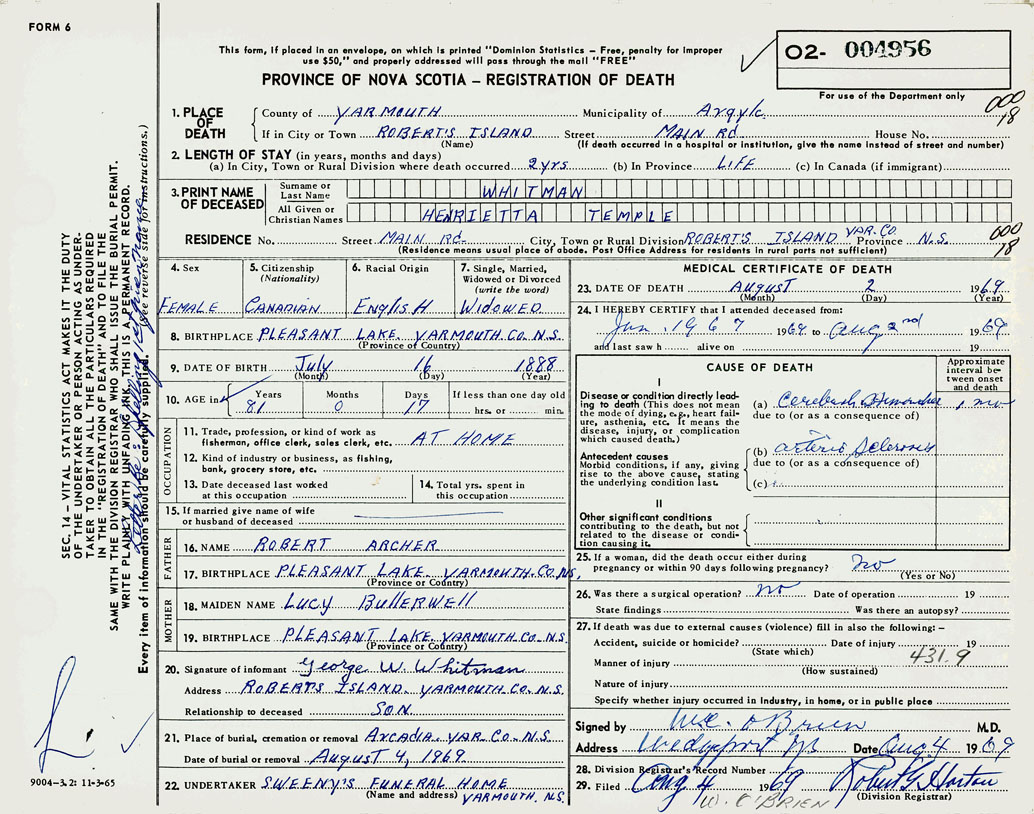 FORM 6
This form, if placed in an envelope, on which is printed "Dominion Statistics – Free, penalty for improper
use $50," and properly addressed will pass through the mail "FREE"
PROVINCE OF NOVA SCOTIA – REGISTRATION OF DEATH
02- 004956
For use of the Department only
000
18
1. PLACE OF DEATH
County of YARMOUTH Municipality of Argyle
If in City or Town ROBERT'S ISLAND Street MAIN Rd House No.
(Name) (If death occurred in a hospital or institution, give the name instead of street and number)
2. LENGTH OF STAY (in years, months and days)
(a) In City, Town or Rural Division where death occurred 2 yrs. (b) In Province LIFE (c) In Canada (if immigrant)
3. PRINT NAME OF DECEASED
Surname or Last Name WHITMAN
All Given or Christian Names HENRIETTA TEMPLE
RESIDENCE No. Street MAIN Rd. City, Town or Rural Division ROBERT'S ISLAND YAR. CO Province N.S.
(Residence means usual place of abode. Post Office Address for residents in rural parts not sufficient)
000
18
4. Sex
FEMALE
5. Citizenship
(Nationality)
CANADIAN
6. Racial Origin
EnglisH
7. Single, Married,
Widowed or Divorced
(write the word)
WIDOWED
8. BIRTHPLACE PLEASANT LAKE. YARMOUTH CO. N.S.
(Province of Country)
9. DATE OF BIRTH July 16 1888
(Month) (Day) (Year)
10. AGE in
Years Months Days If less than one day old
81 0 17 hrs. or min.
OCCUPATION
11. Trade, profession, or kind of work as
fisherman, office clerk, sales clerk, etc. AT HOME
12. Kind of industry or business, as fishing,
bank, grocery store, etc.
13. Date deceased last worked
at this occupation
14. Total yrs. spent in
this occupation
15. If married give name of wife
or husband of deceased
FATHER
16. NAME ROBERT ARCHER
17. BIRTHPLACE PLEASANT LAKE. YARMOUTH. CO. N.S.
(Province or Country)
MOTHER
18. MAIDEN NAME LUCY BullERWEll
19. BIRTHPLACE PLEASANT LAKE. YARMOUTH CO. N.S.
(Province or Country)
20. Signature of informant George W. Whitman
Address ROBERT'S ISLAND. YARMOUTH. CO. N.S.
Relationship to deceased SON.
21. Place of burial, cremation or removal ARCADIA. YAR. CO. N.S.
Date of burial or removal AUGUST 4, 1969.
22. UNDERTAKER SWEENY'S FUNERAL HOME
(Name and address) YARMOUTH. N.S.
MEDICAL CERTIFICATE OF DEATH
23. DATE OF DEATH August 2 1969
(Month) (Day) (Year)
24. I HEREBY CERTIFY that I attended deceased from:
Jan. 1967 1969 to Aug 2nd 1969
and last saw h alive on 19
CAUSE OF DEATH
Approximate
interval be-
tween onset
and death
I
Disease or condition directly lead-
ing to death (This does not mean
the mode of dying, e.g., heart fail-
ure, asthenia, etc. It means the
disease, injury, or complication
which caused death.)
(a) Cerebral 1 mo
due to (or as a consequence of)
Antecedent causes
Morbid conditions, if any, giving
rise to the above cause, stating
the underlying condition last.
(b) arterio Sclerosis
due to (or as a consequence of)
(c)
II
Other significant conditions
contributing to the death, but not
related to the disease or condi-
tion causing it.
25. If a woman, did the death occur either during
pregnancy or within 90 days following pregnancy? No
(Yes or No)
26. Was there a surgical operation? no Date of operation 19
State findings Was there an autopsy?
27. If death was due to external causes (violence) fill in also the following: –
Accident, suicide or homicide? Date of injury 19
(State which)
Manner of injury 431.9
(How sustained)
Nature of injury
Specify whether injury occurred in Industry, in home, or in public place
Signed by O'Brien M.D.
Address Wedgeport NS Date Aug 4 1969
28. Division Registrar's Record Number
29. Filed Aug 4 1969 Robert G Horton
W. O'BRIEN (Division Registrar)
SEC. 14 – VITAL STATISTICS ACT MAKES IT THE DUTY
OF THE UNDERTAKER OR PERSON ACTING AS UNDER-
TAKER TO OBTAIN ALL THE PARTICULARS REQUIRED
IN THE "REGISTRATION OF DEATH" AND TO FILE THE
SAME WITH THE DIVISION REGISTRAR WHO SHALL ISSUE THE BURIAL PERMIT.
WRITE PLAINLY WITH UNFADING INK, THIS IS A PERMANENT RECORD.
Every item of information should be carefully supplied. (See reverse side for instructions.)
9004–3.2: 11-3-65